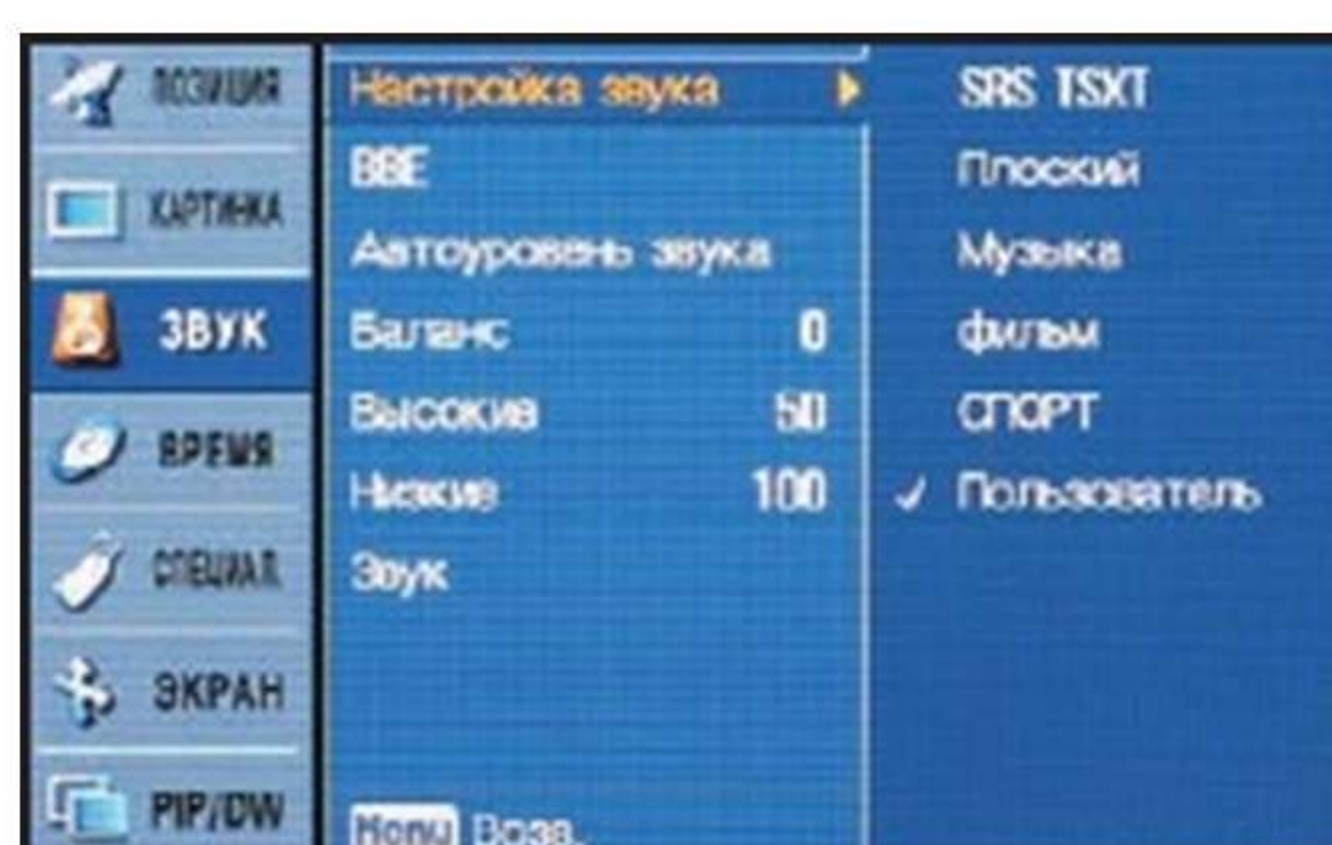 ПОЗИЦИЯ
КАРТИНКА
ЗВУК
ВРЕМЯ
СПЕЦИАЛ.
ЭКРАН
PIP/DW
Настройка звука
BBE
Автоуровень звука
Баланс 0
Высокие 50
Низкие 100
Звук
Menu Возв.
SRS TSXT
Плоский
Музыка
фильм
СПОРТ
✓ Пользователь